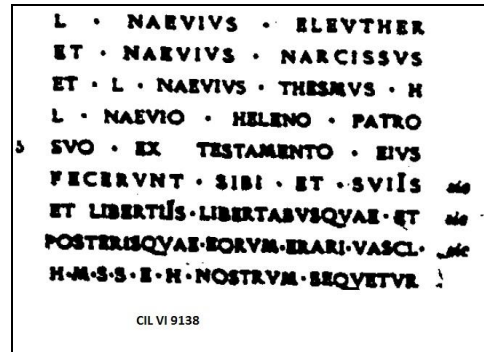 L · NAEVIVS · ELEVTHER
ET · NAEVIVS · NARCISSVS
ET · L · NAEVIVS · THESMVS · H
L · NAEVIO · HELENO · PATRO
5 SVO · EX TESTAMENTO · EIVS
FECERVNT · SIBI · ET · SVIIS sic
ET LIBERTIIS · LIBERTABVSQVAE · ET sic
POSTERISQVAE · EORVM · ERARI · VASCL · sic
H · M · S · S · E · H · NOSTRVM · SEQVETVR
CIL VI 9138